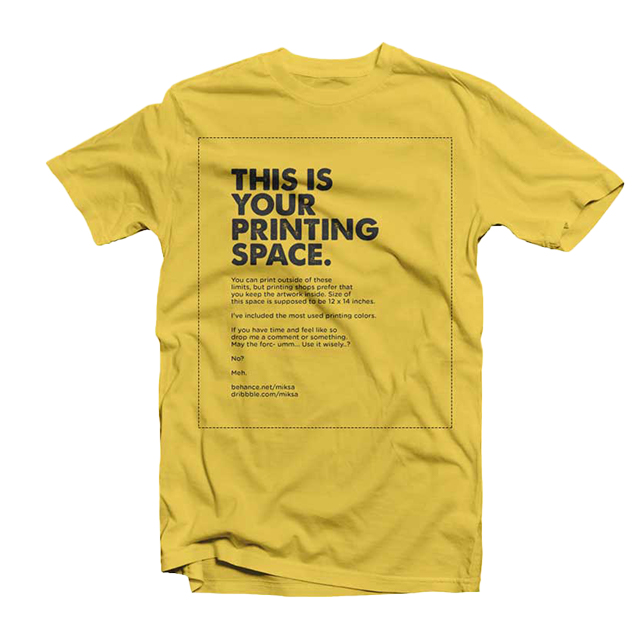 THIS IS
YOUR
PRINTING
SPACE.
You can print outside of these
limits, but printing shops prefer that
you keep the artwork inside. Size of
this space is supposed to be 12 x 14 inches.
I've included the most used printing colors.
If you have time and feel like so
drop me a comment or something.
May the forc- umm... Use it wisely..?
No?
Meh.
behance.net/miksa
dribbble.com/miksa